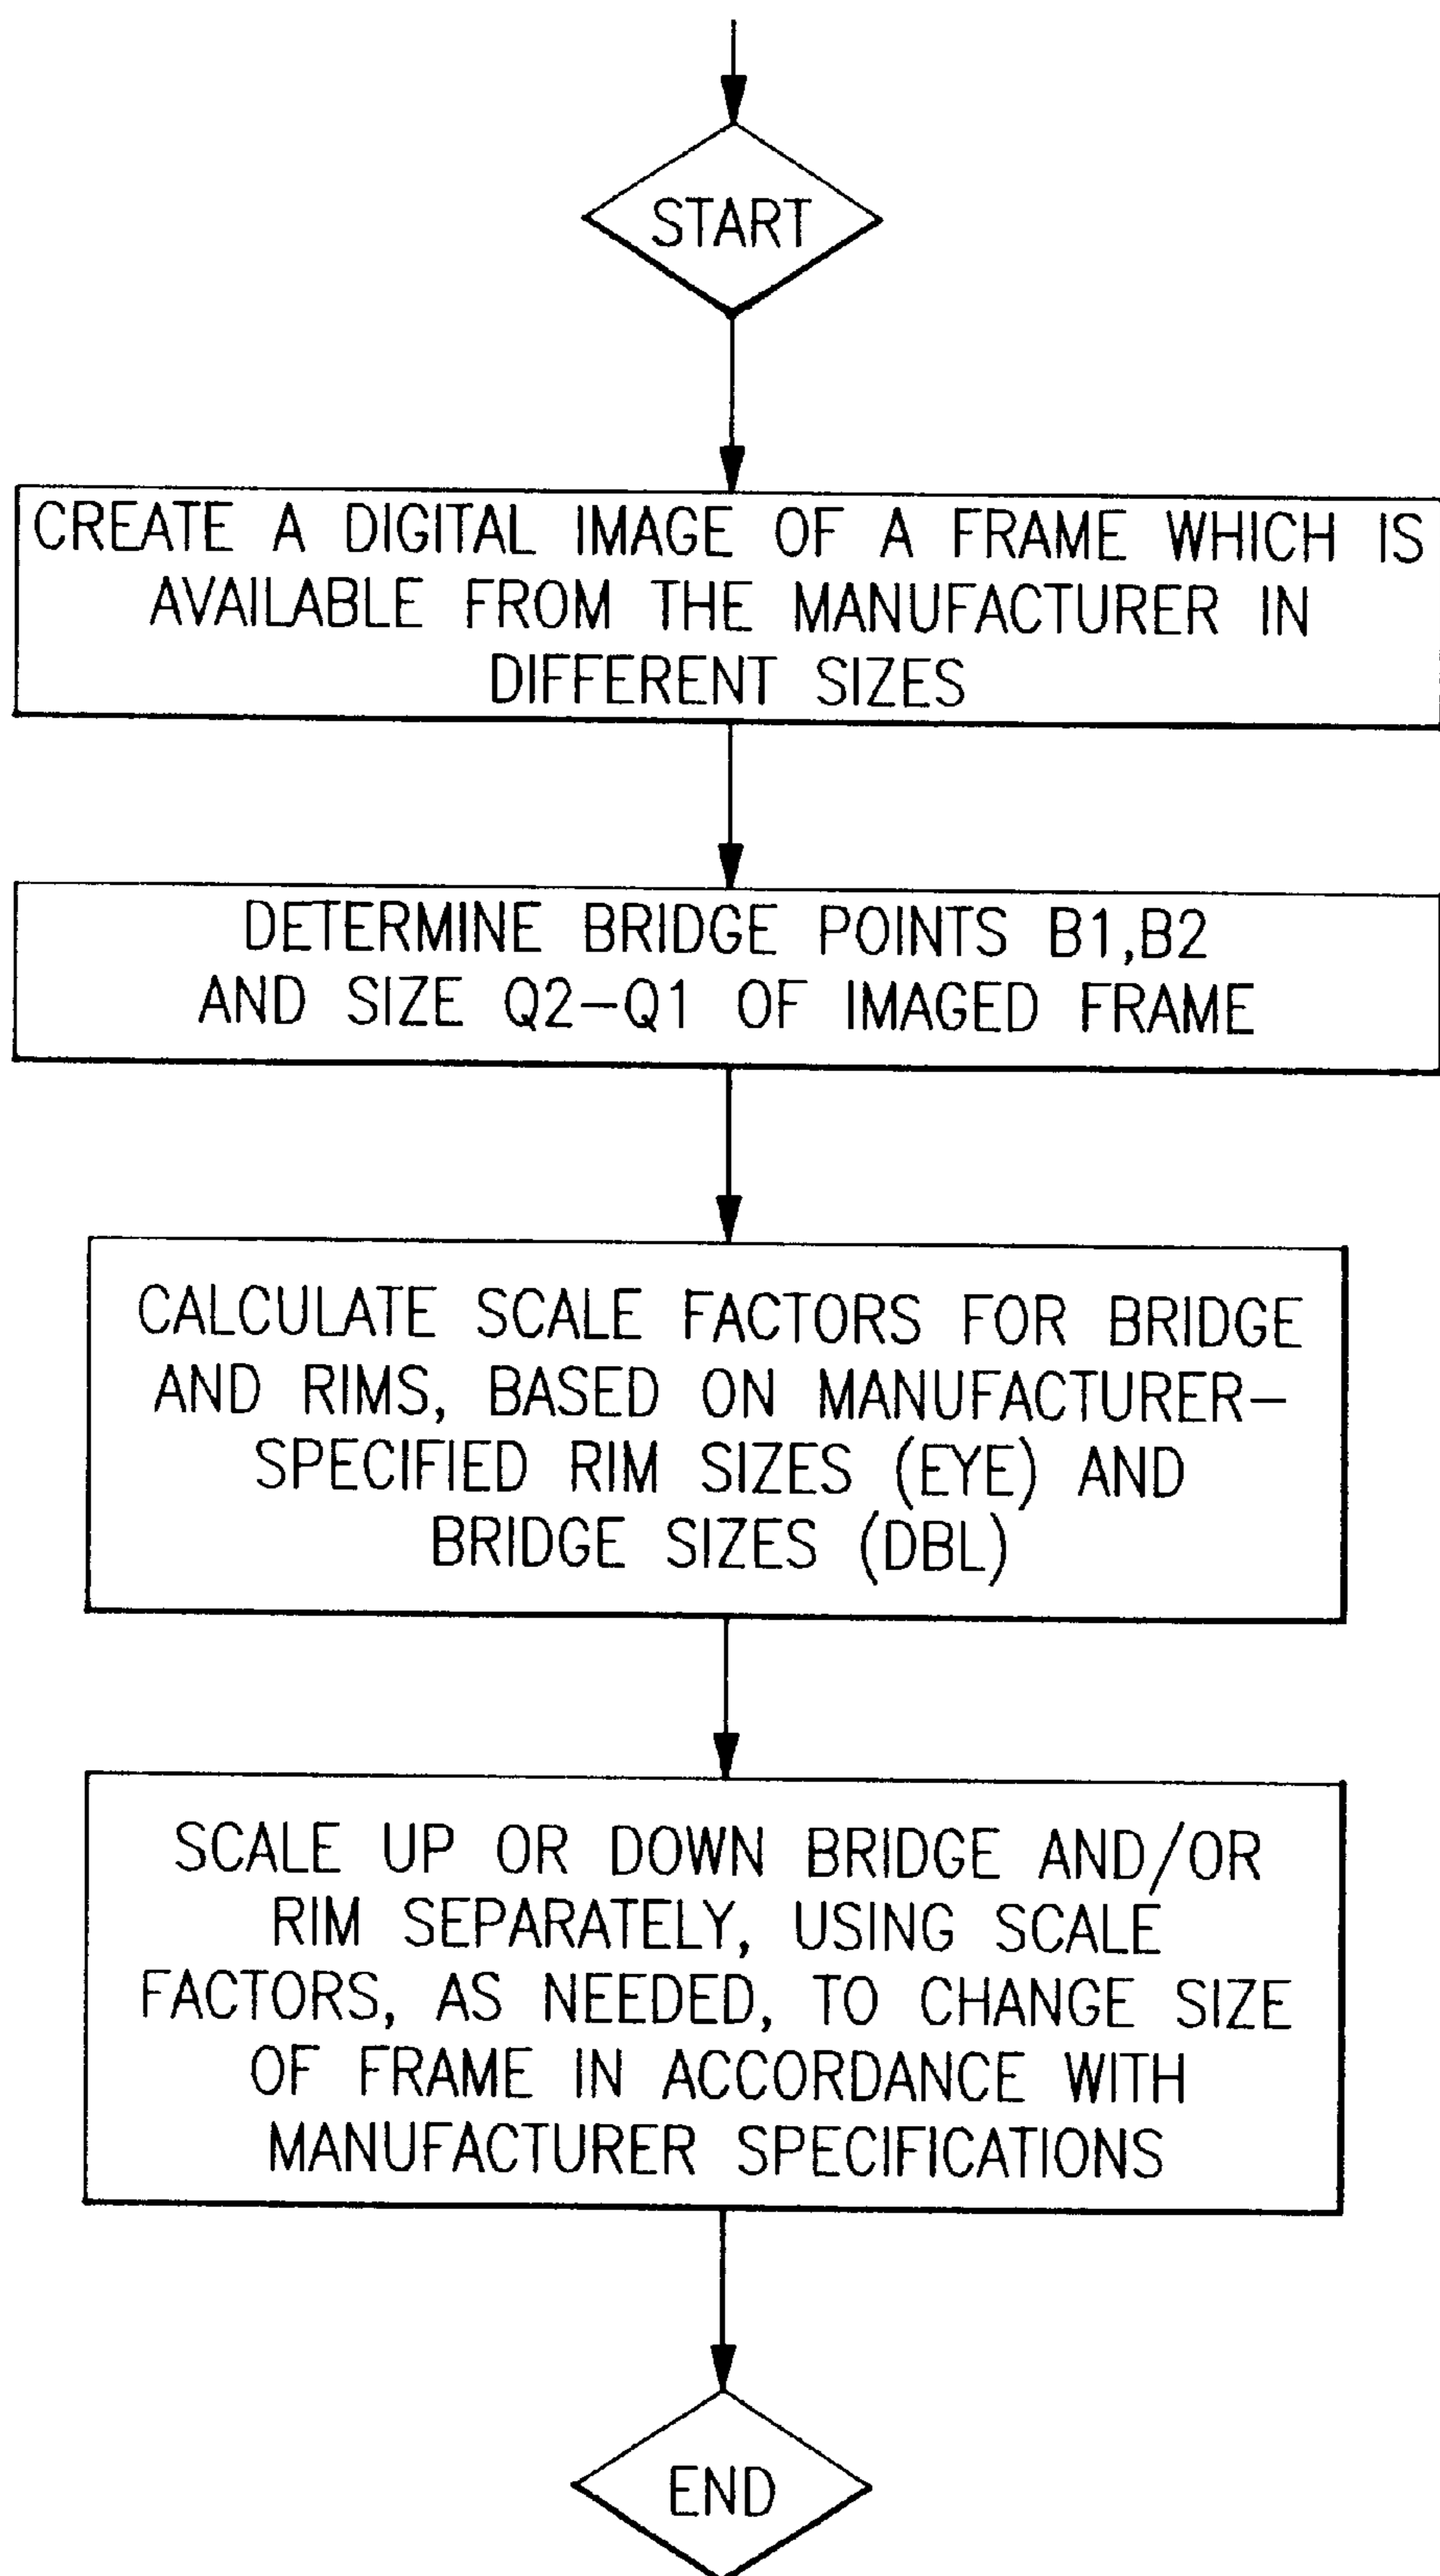 START
CREATE A DIGITAL IMAGE OF A FRAME WHICH IS
AVAILABLE FROM THE MANUFACTURER IN
DIFFERENT SIZES
DETERMINE BRIDGE POINTS B1,B2
AND SIZE Q2-Q1 OF IMAGED FRAME
CALCULATE SCALE FACTORS FOR BRIDGE
AND RIMS, BASED ON MANUFACTURER-
SPECIFIED RIM SIZES (EYE) AND
BRIDGE SIZES (DBL)
SCALE UP OR DOWN BRIDGE AND/OR
RIM SEPARATELY, USING SCALE
FACTORS, AS NEEDED, TO CHANGE SIZE
OF FRAME IN ACCORDANCE WITH
MANUFACTURER SPECIFICATIONS
END